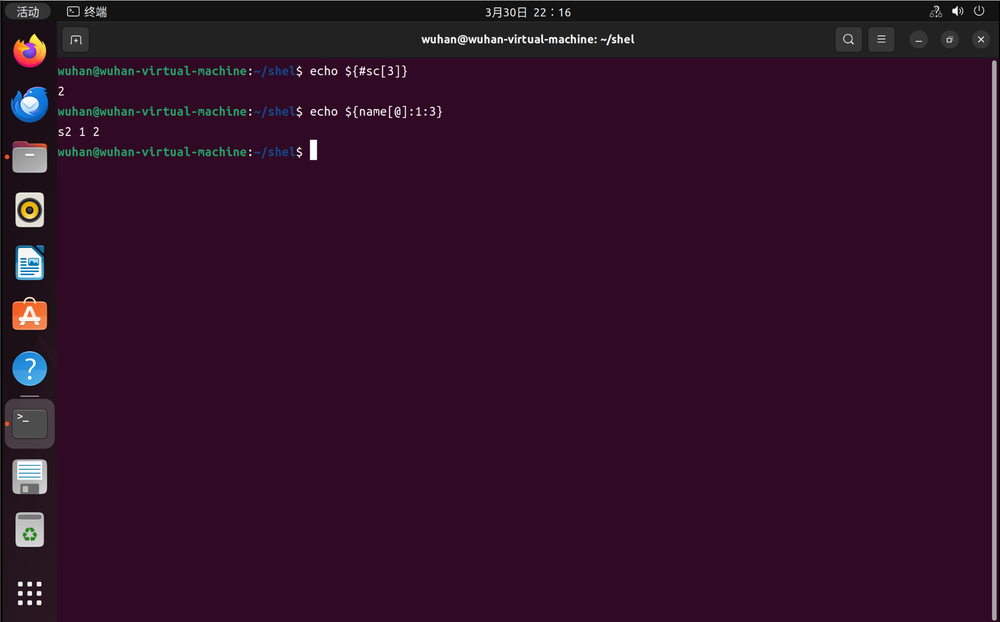 活动
终端
3月30日 22：16
wuhan@wuhan-virtual-machine: ~/shel
wuhan@wuhan-virtual-machine:~/shel$ echo ${#sc[3]}
2
wuhan@wuhan-virtual-machine:~/shel$ echo ${name[@]:1:3}
s2 1 2
wuhan@wuhan-virtual-machine:~/shel$